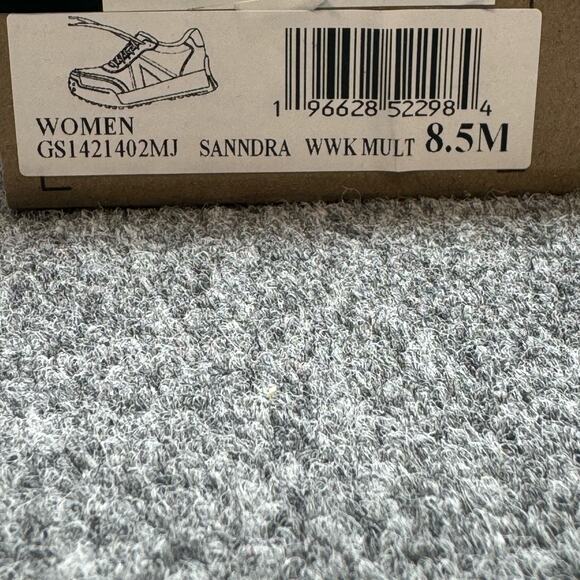 1 96628 52298 4
WOMEN
GS1421402MJ SANNDRA WWK MULT 8.5M